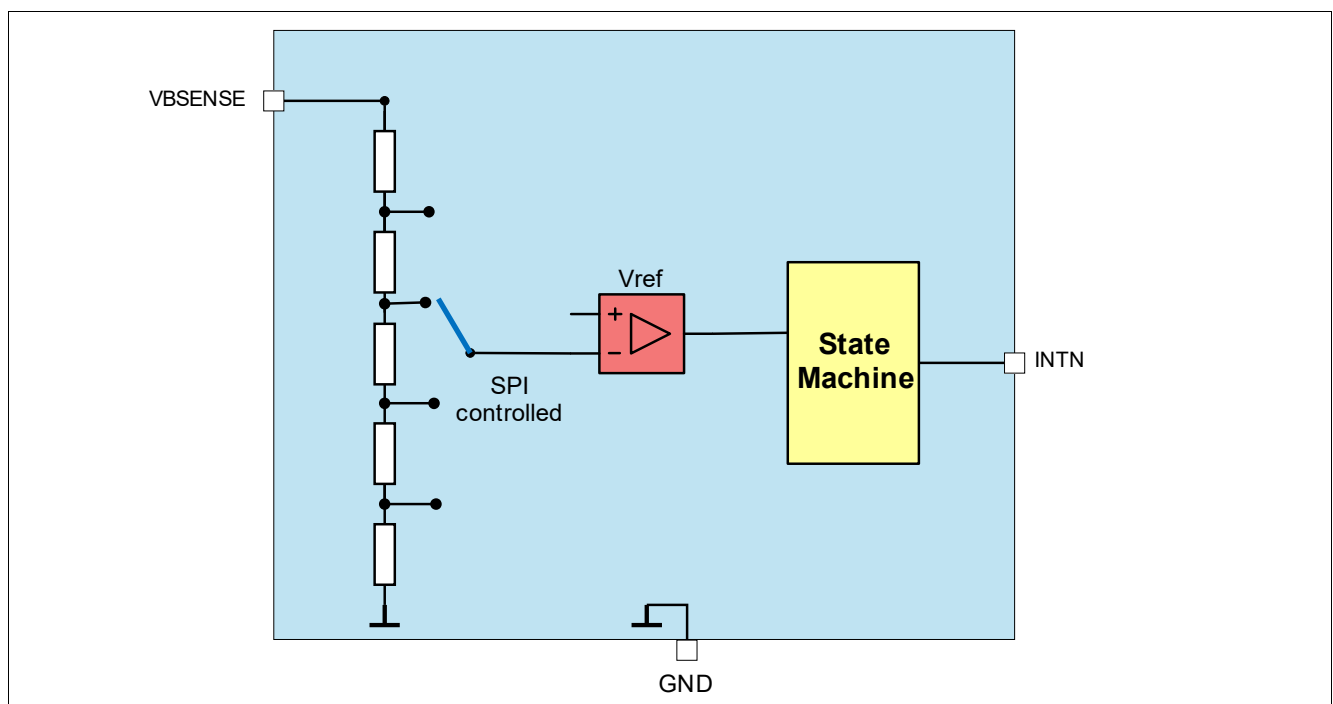 VBSENSE
Vref
+
−
SPI
controlled
State
Machine
INTN
GND